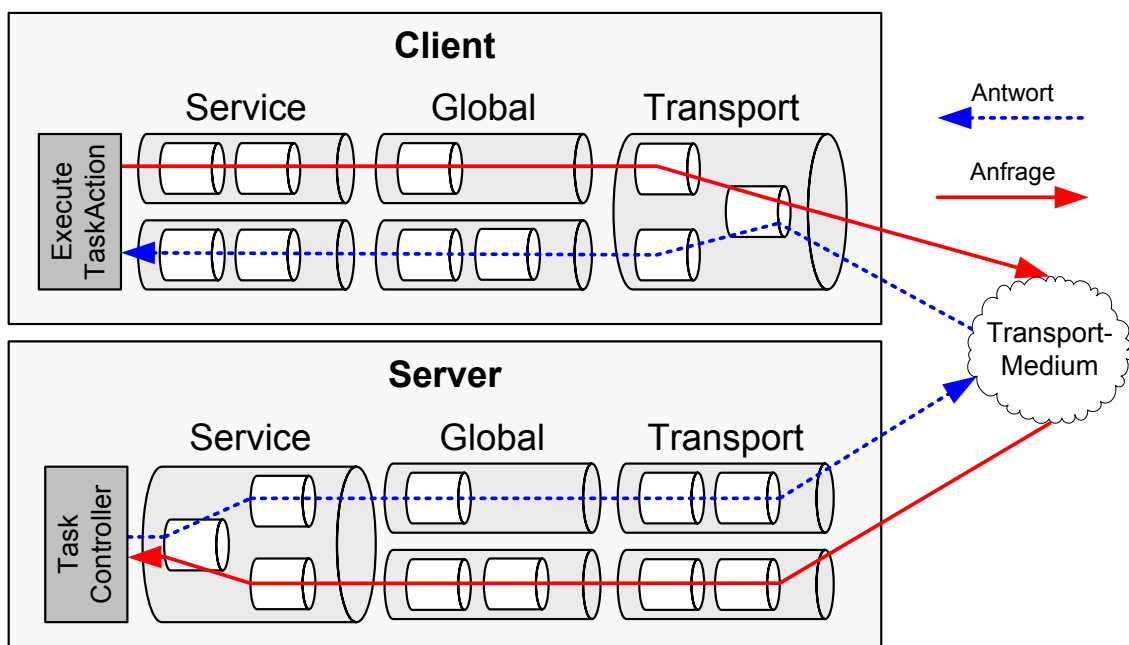 Client
Service
Global
Transport
Execute
TaskAction
Antwort
Anfrage
Transport-
Medium
Server
Service
Global
Transport
Task
Controller